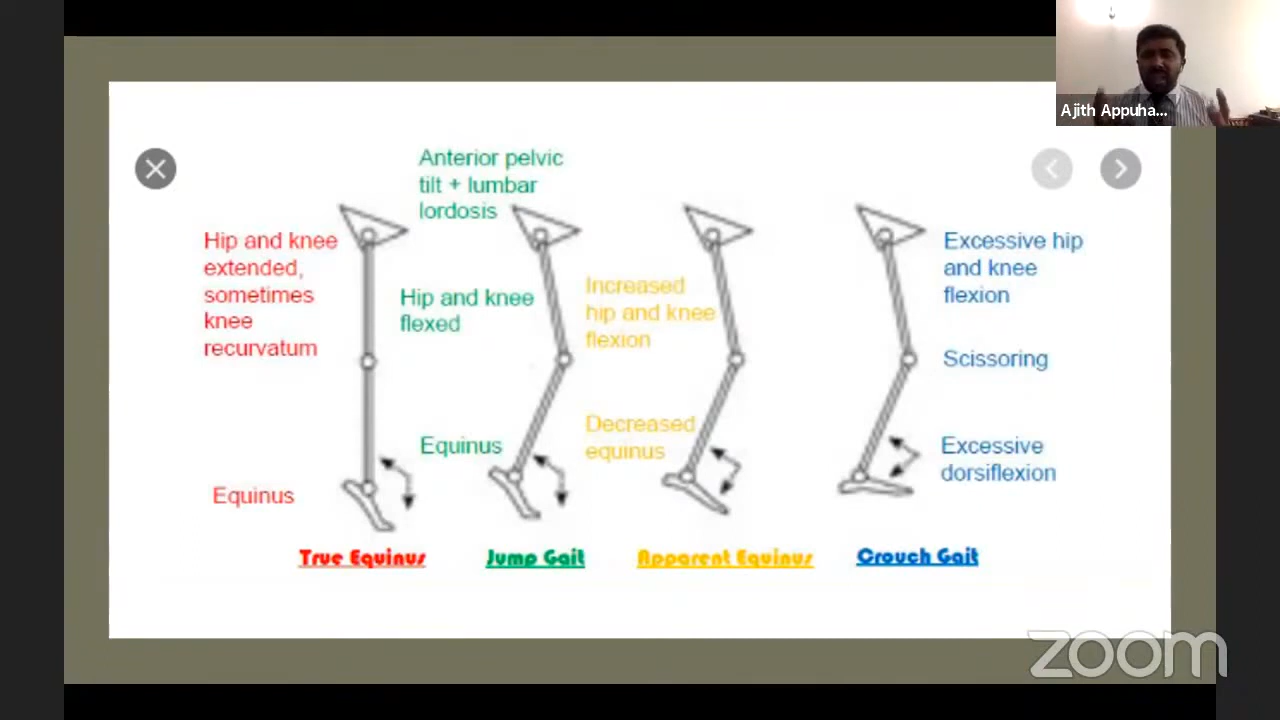 Ajith Appuha...
Anterior pelvic
tilt + lumbar
lordosis
Hip and knee
extended,
sometimes
knee
recurvatum
Hip and knee
flexed
Increased
hip and knee
flexion
Excessive hip
and knee
flexion
Scissoring
Decreased
equinus
Equinus
Excessive
dorsiflexion
Equinus
True Equinus
Jump Gait
Apparent Equinus
Crouch Gait
zoom